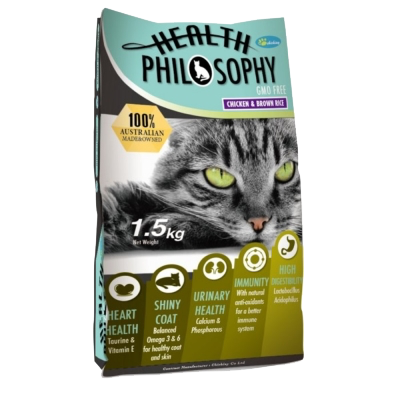 HEALTH
PHILOSOPHY
GMO FREE
CHICKEN & BROWN RICE
100%
AUSTRALIAN
MADE&OWNED
1.5kg
Net Weight
HEART
HEALTH
Taurine &
Vitamin E
SHINY
COAT
Balanced
Omega 3 & 6
for healthy coat
and skin
URINARY
HEALTH
Calcium &
Phosphorous
IMMUNITY
With natural
anti-oxidants
for a better
immune
system
HIGH
DIGESTIBILITY
Lactobacillus
Acidophilus